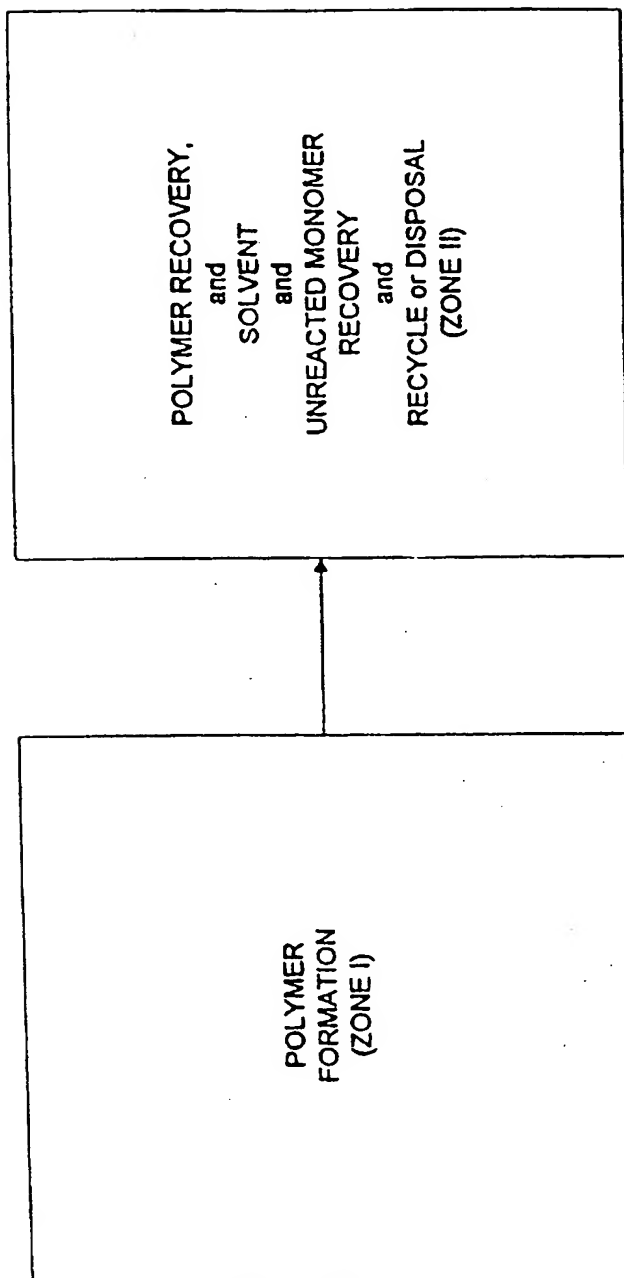 POLYMER
FORMATION
(ZONE I)
POLYMER RECOVERY,
and
SOLVENT
and
UNREACTED MONOMER
RECOVERY
and
RECYCLE or DISPOSAL
(ZONE II)